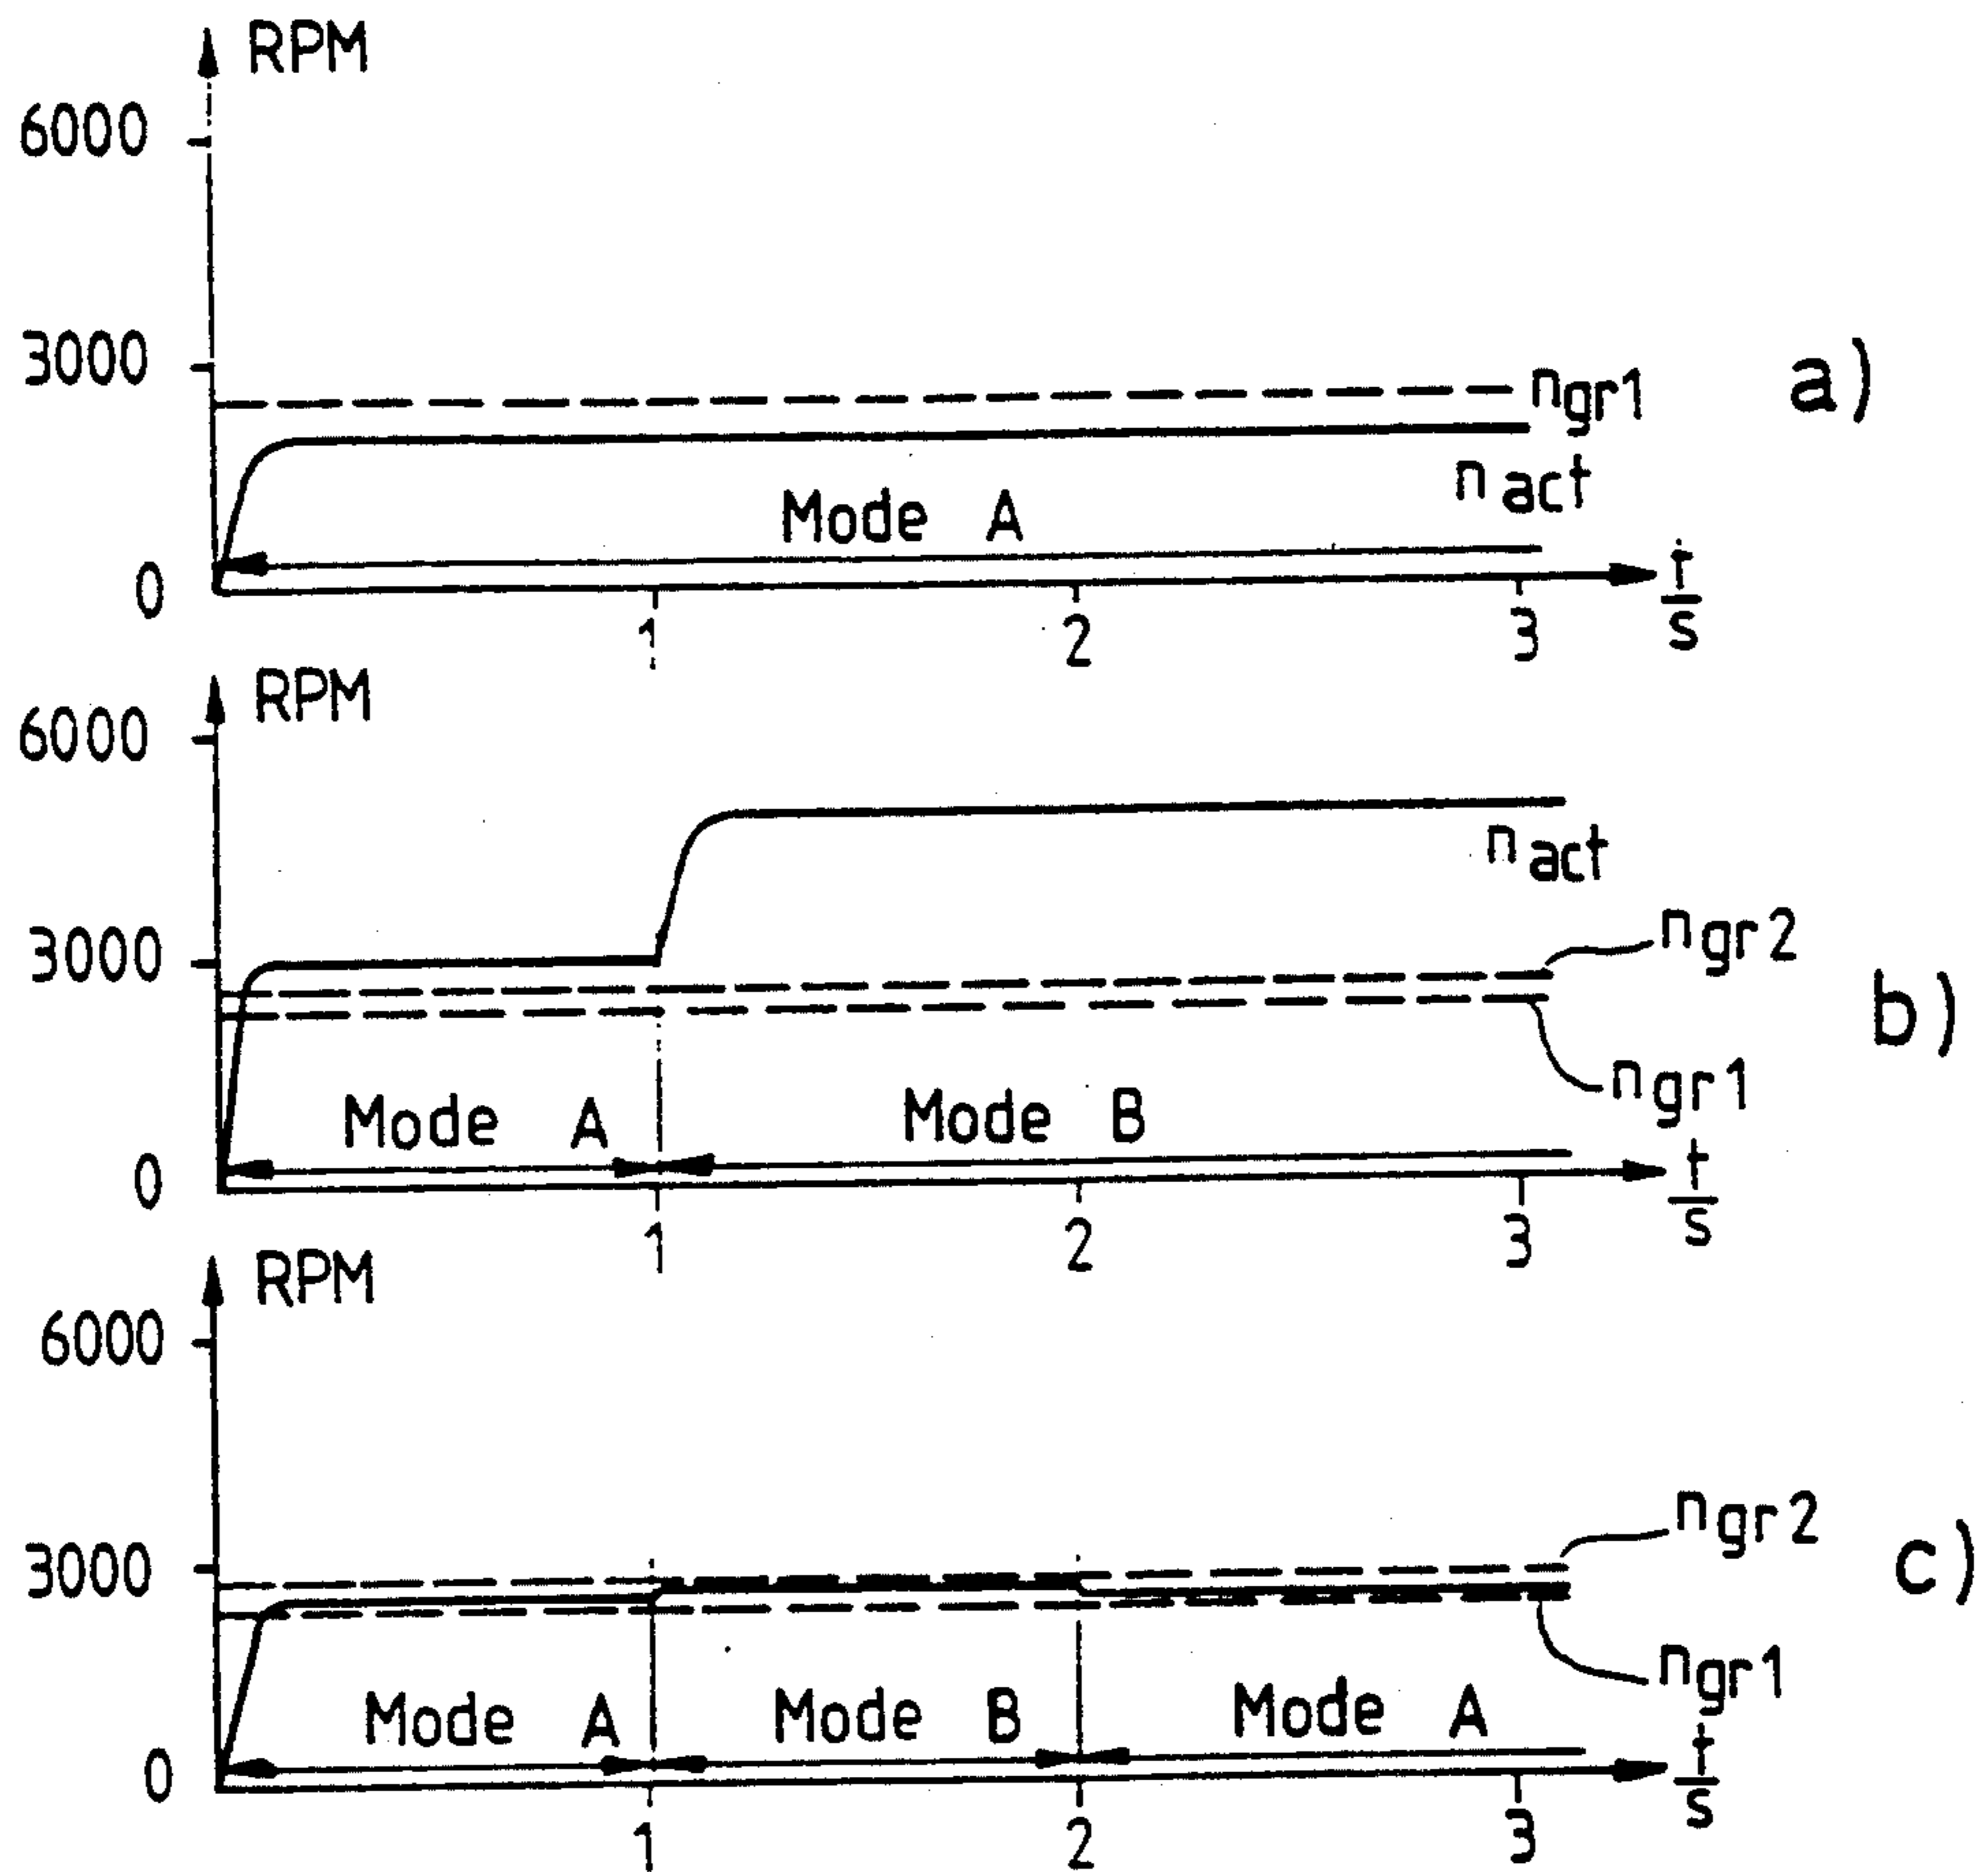 RPM
6000
3000
n gr1
a)
n act
Mode A
0
1
2
3
t/s
RPM
6000
n act
3000
n gr2
b)
n gr1
Mode A
Mode B
0
1
2
3
t/s
RPM
6000
n gr2
3000
c)
n gr1
Mode A
Mode B
Mode A
0
1
2
3
t/s